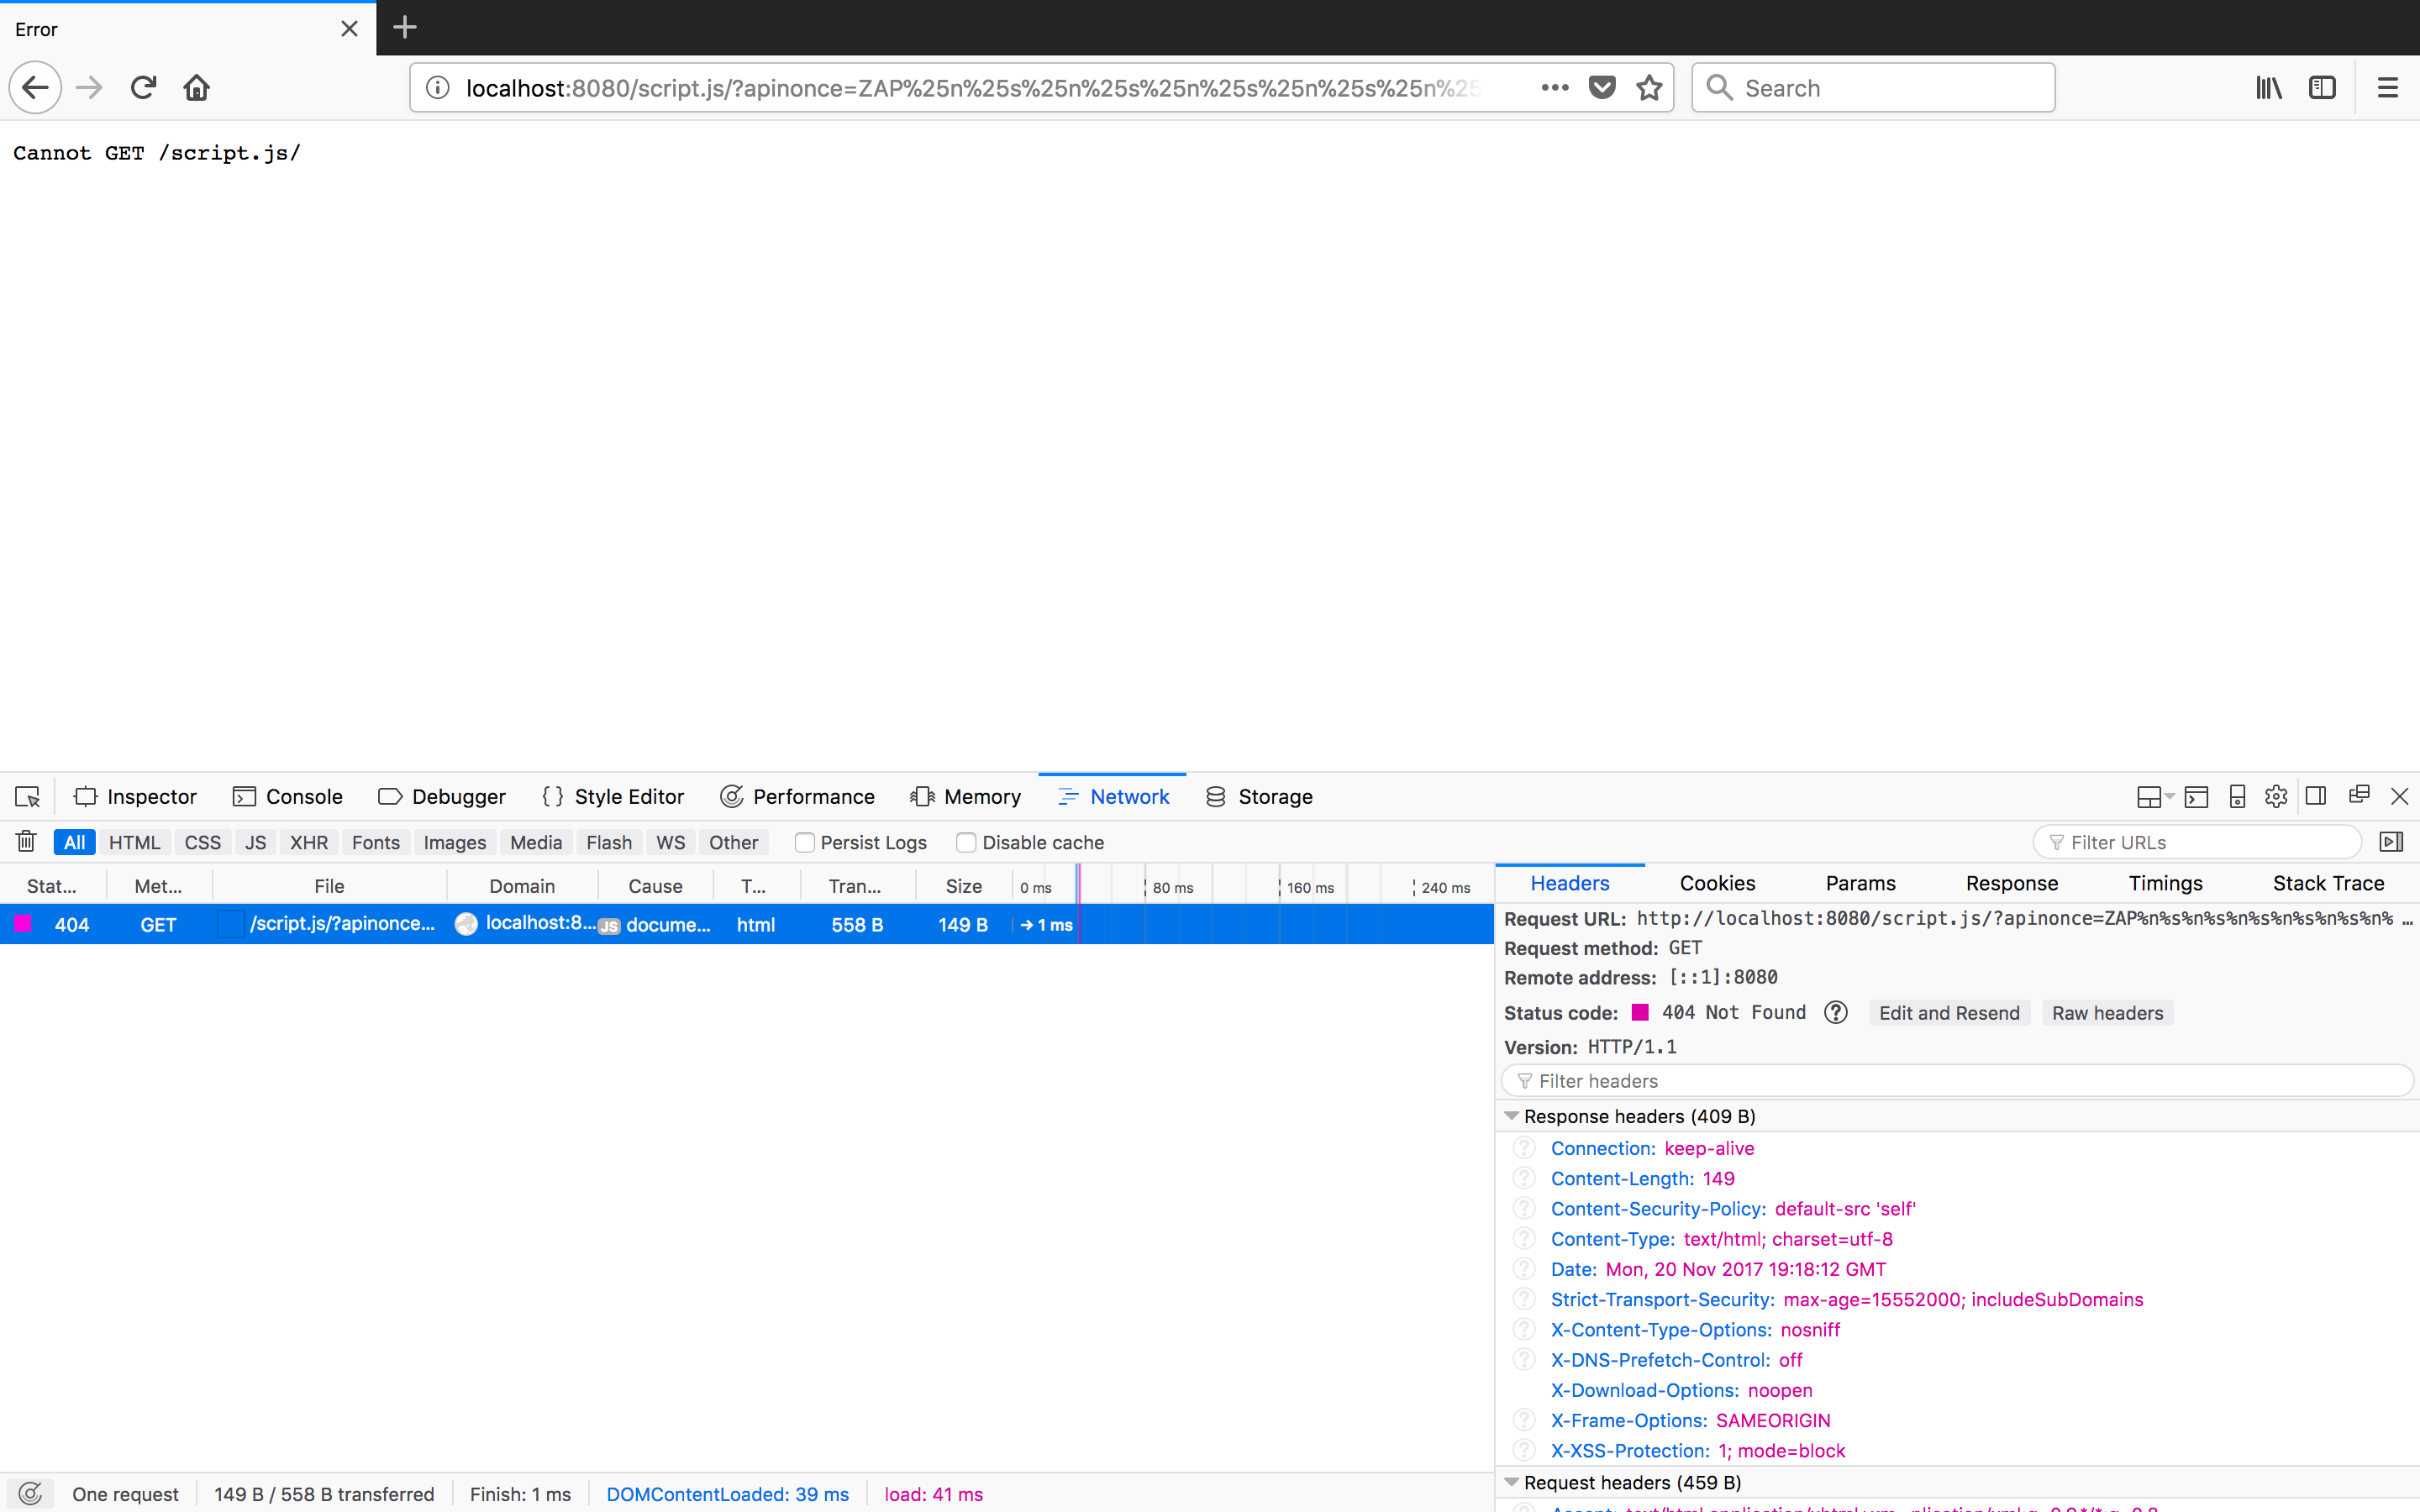 Error
localhost:8080/script.js/?apinonce=ZAP%25n%25s%25n%25s%25n%25s%25n%25s%25n%25
Search
Cannot GET /script.js/
Inspector Console Debugger Style Editor Performance Memory Network Storage
All HTML CSS JS XHR Fonts Images Media Flash WS Other Persist Logs Disable cache Filter URLs
Stat... Met... File Domain Cause T... Tran... Size 0 ms 80 ms 160 ms 240 ms
404 GET /script.js/?apinonce... localhost:8... JS docume... html 558 B 149 B → 1 ms
Headers Cookies Params Response Timings Stack Trace
Request URL: http://localhost:8080/script.js/?apinonce=ZAP%n%s%n%s%n%s%n%s%n%s%n% ...
Request method: GET
Remote address: [::1]:8080
Status code: 404 Not Found ? Edit and Resend Raw headers
Version: HTTP/1.1
Filter headers
Response headers (409 B)
? Connection: keep-alive
? Content-Length: 149
? Content-Security-Policy: default-src 'self'
? Content-Type: text/html; charset=utf-8
? Date: Mon, 20 Nov 2017 19:18:12 GMT
? Strict-Transport-Security: max-age=15552000; includeSubDomains
? X-Content-Type-Options: nosniff
? X-DNS-Prefetch-Control: off
X-Download-Options: noopen
? X-Frame-Options: SAMEORIGIN
? X-XSS-Protection: 1; mode=block
Request headers (459 B)
One request 149 B / 558 B transferred Finish: 1 ms DOMContentLoaded: 39 ms load: 41 ms